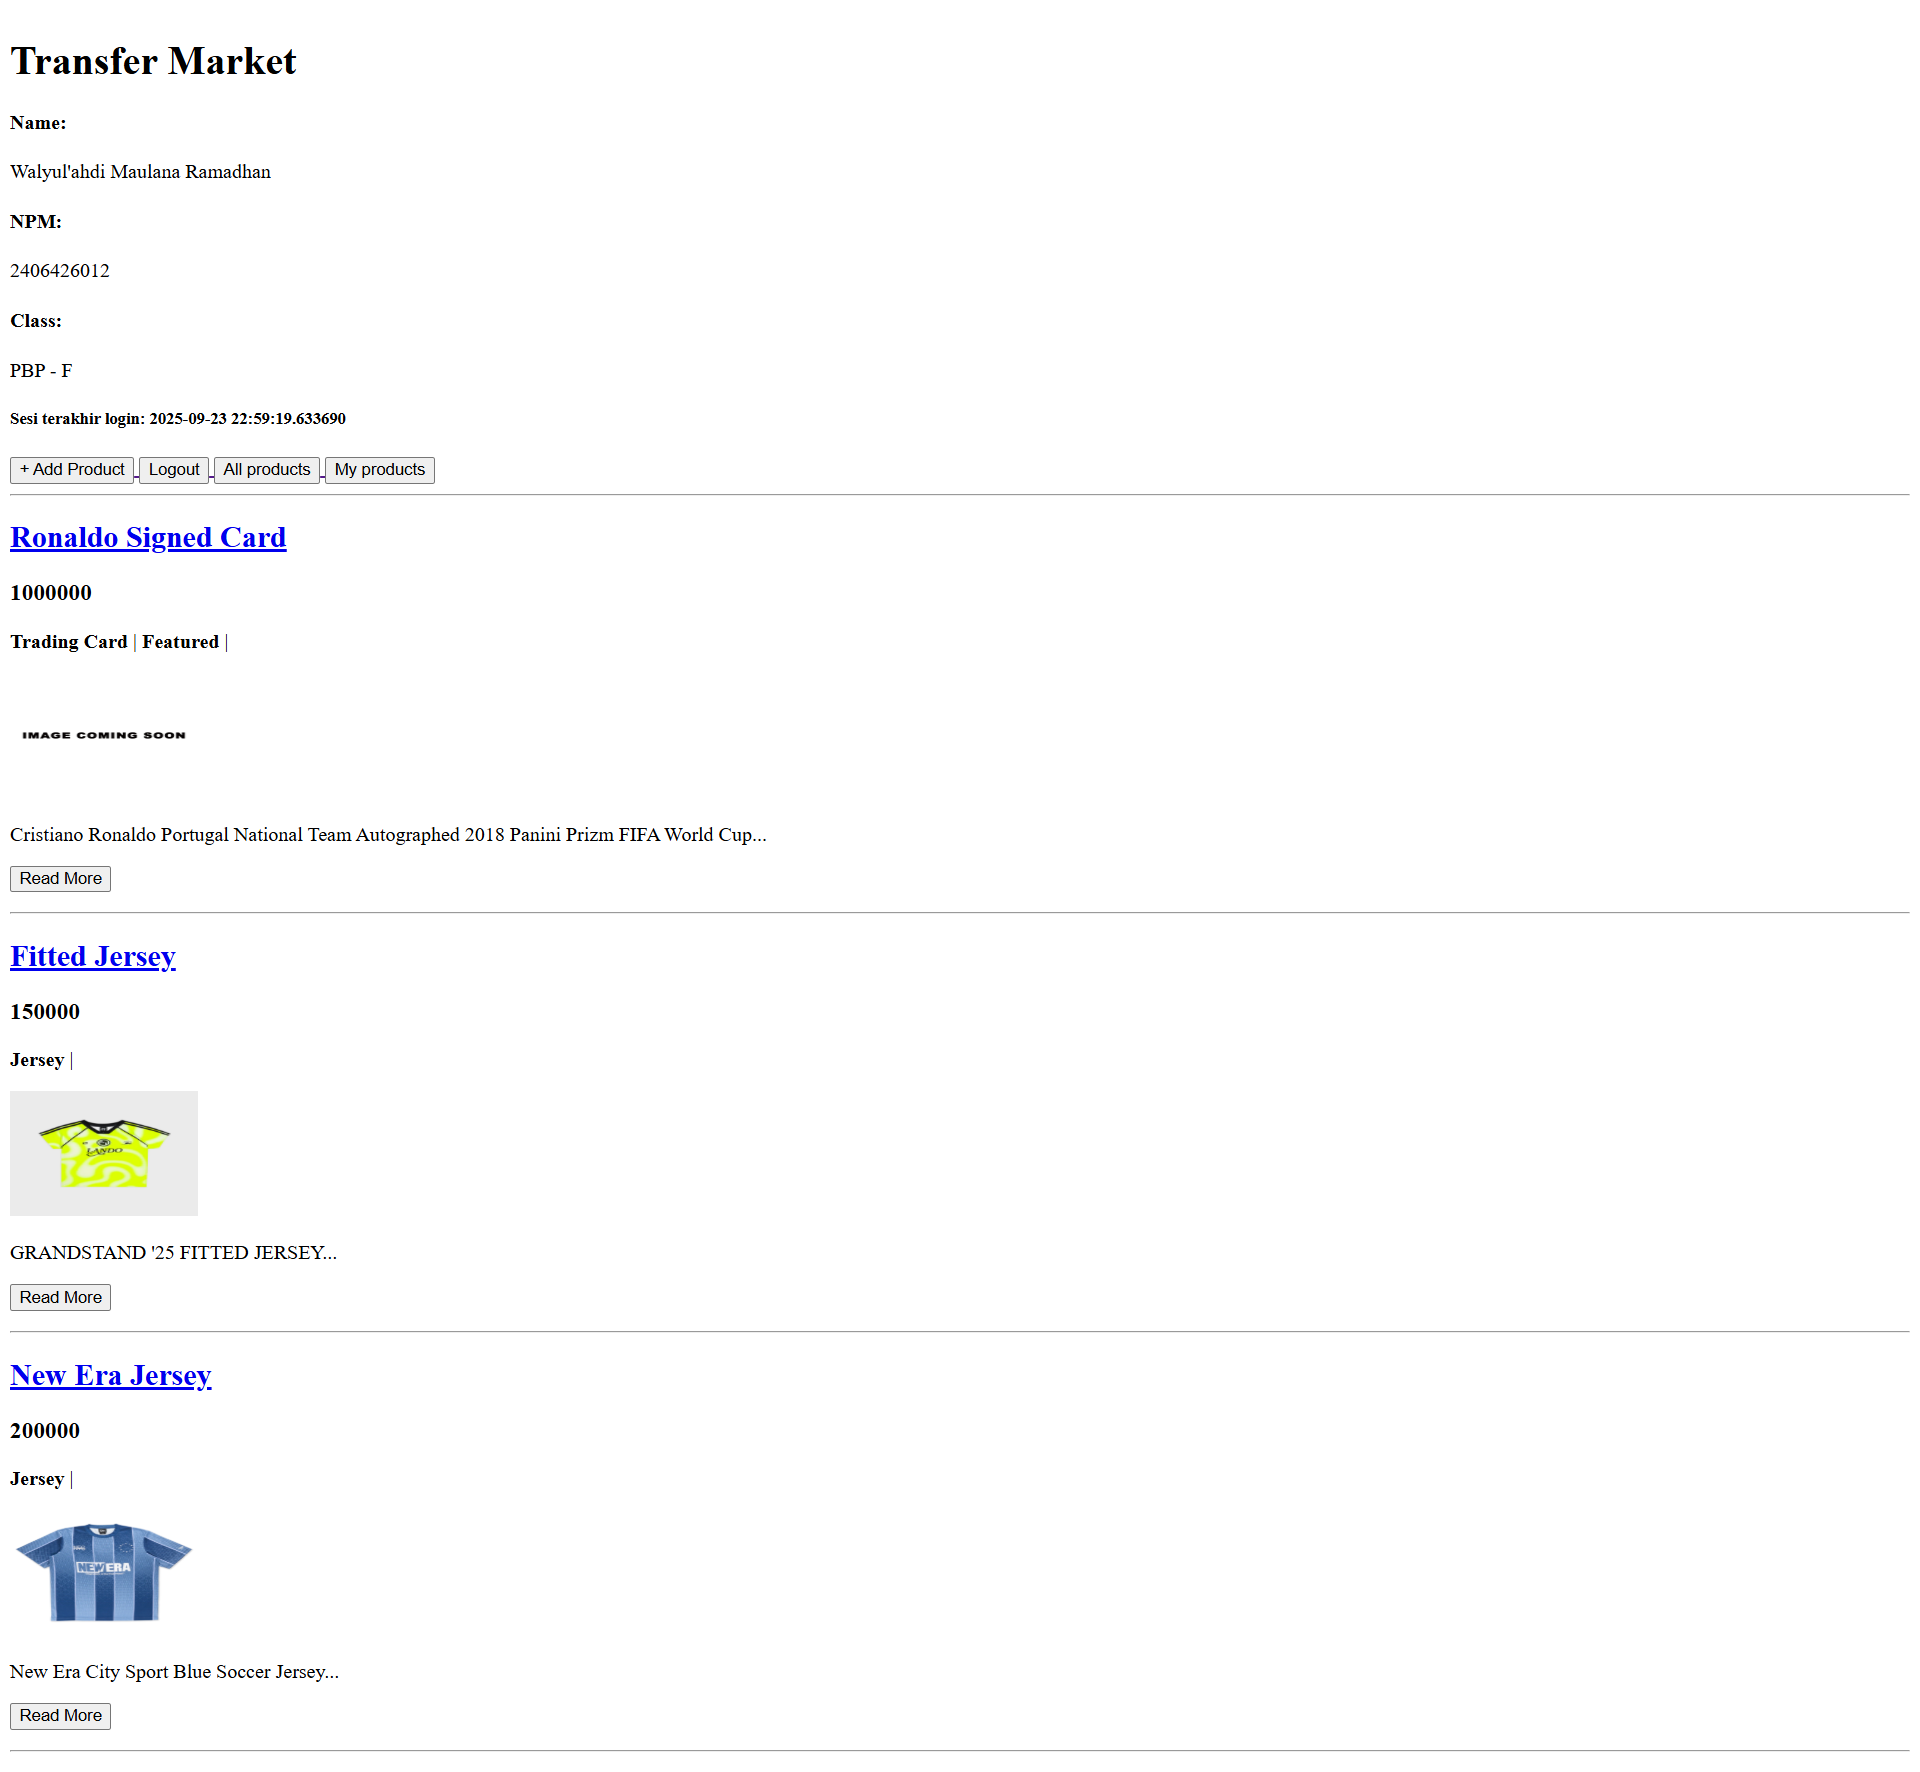 Transfer Market
Name:
Walyul'ahdi Maulana Ramadhan
NPM:
2406426012
Class:
PBP - F
Sesi terakhir login: 2025-09-23 22:59:19.633690
+ Add Product Logout All products My products
Ronaldo Signed Card
1000000
Trading Card | Featured |
IMAGE COMING SOON
Cristiano Ronaldo Portugal National Team Autographed 2018 Panini Prizm FIFA World Cup...
Read More
Fitted Jersey
150000
Jersey |
LANDO
GRANDSTAND '25 FITTED JERSEY...
Read More
New Era Jersey
200000
Jersey |
NEW ERA
New Era City Sport Blue Soccer Jersey...
Read More